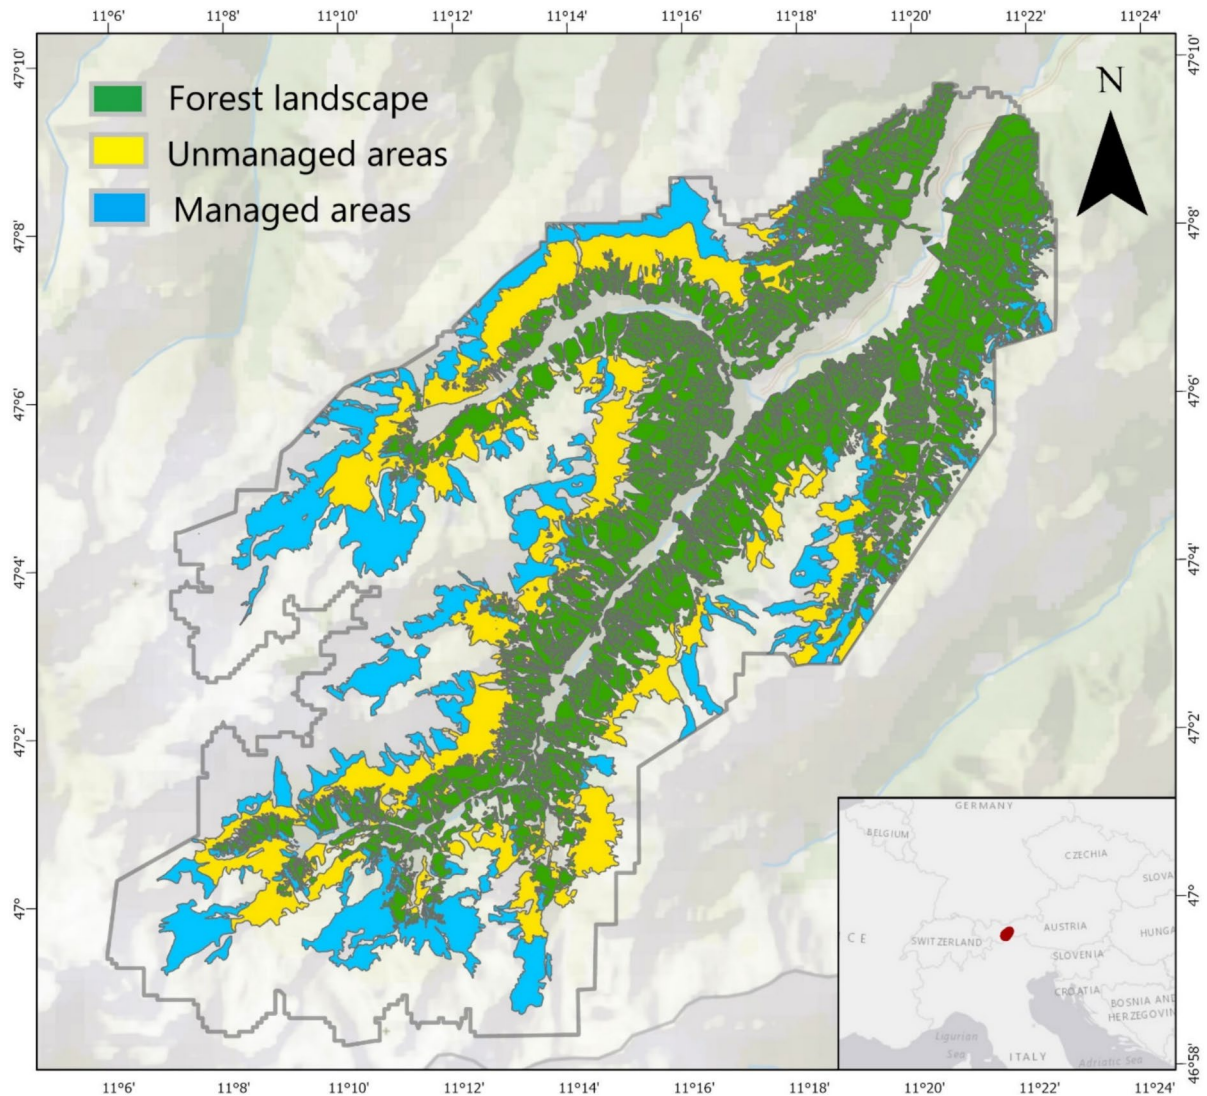 11°6' 11°8' 11°10' 11°12' 11°14' 11°16' 11°18' 11°20' 11°22' 11°24'
47°10' 47°10'
N
Forest landscape
Unmanaged areas
Managed areas
47°8' 47°8'
47°6' 47°6'
47°4' 47°4'
47°2' 47°2'
GERMANY
BELGIUM
CZECHIA
SLOVA
47° 47°
C E
SWITZERLAND
AUSTRIA
HUNGA
SLOVENIA
CROATIA
BOSNIA AND
HERZEGOVIN
Ligurian
Sea
ITALY
Adriatic Sea
46°58'
11°6' 11°8' 11°10' 11°12' 11°14' 11°16' 11°18' 11°20' 11°22' 11°24'